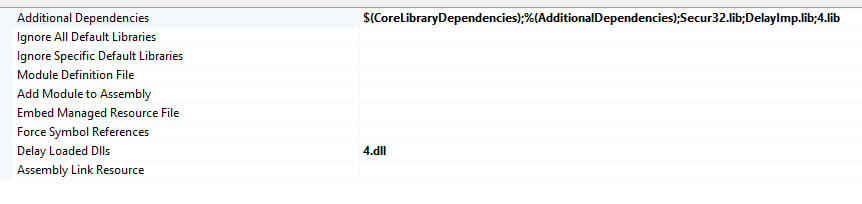 Additional Dependencies $(CoreLibraryDependencies);%(AdditionalDependencies);Secur32.lib;DelayImp.lib;4.lib
Ignore All Default Libraries
Ignore Specific Default Libraries
Module Definition File
Add Module to Assembly
Embed Managed Resource File
Force Symbol References
Delay Loaded Dlls 4.dll
Assembly Link Resource